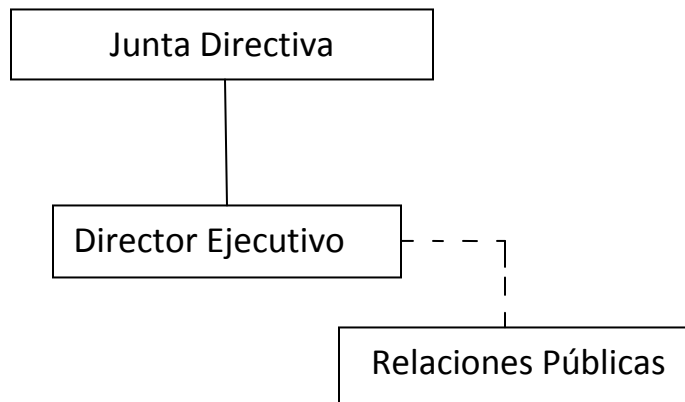 Junta Directiva
Director Ejecutivo
Relaciones Públicas